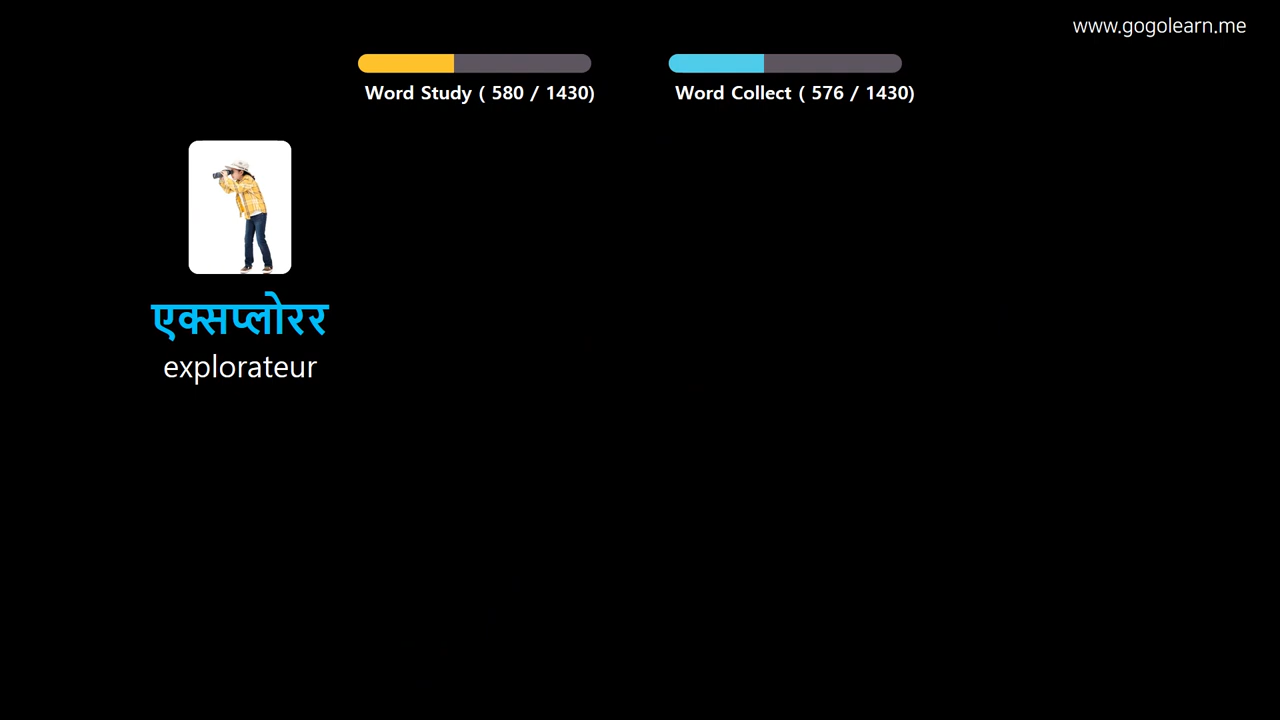 www.gogolearn.me
Word Study ( 580 / 1430)
Word Collect ( 576 / 1430)
एक्सप्लोरर
explorateur